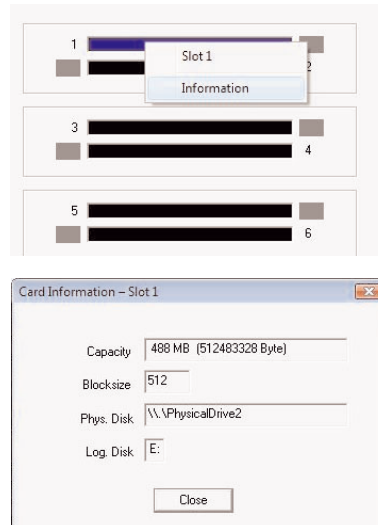 1
Slot 1
2
Information
3
4
5
6
Card Information – Slot 1
Capacity 488 MB (512483328 Byte)
Blocksize 512
Phys. Disk \\.\PhysicalDrive2
Log. Disk E:
Close